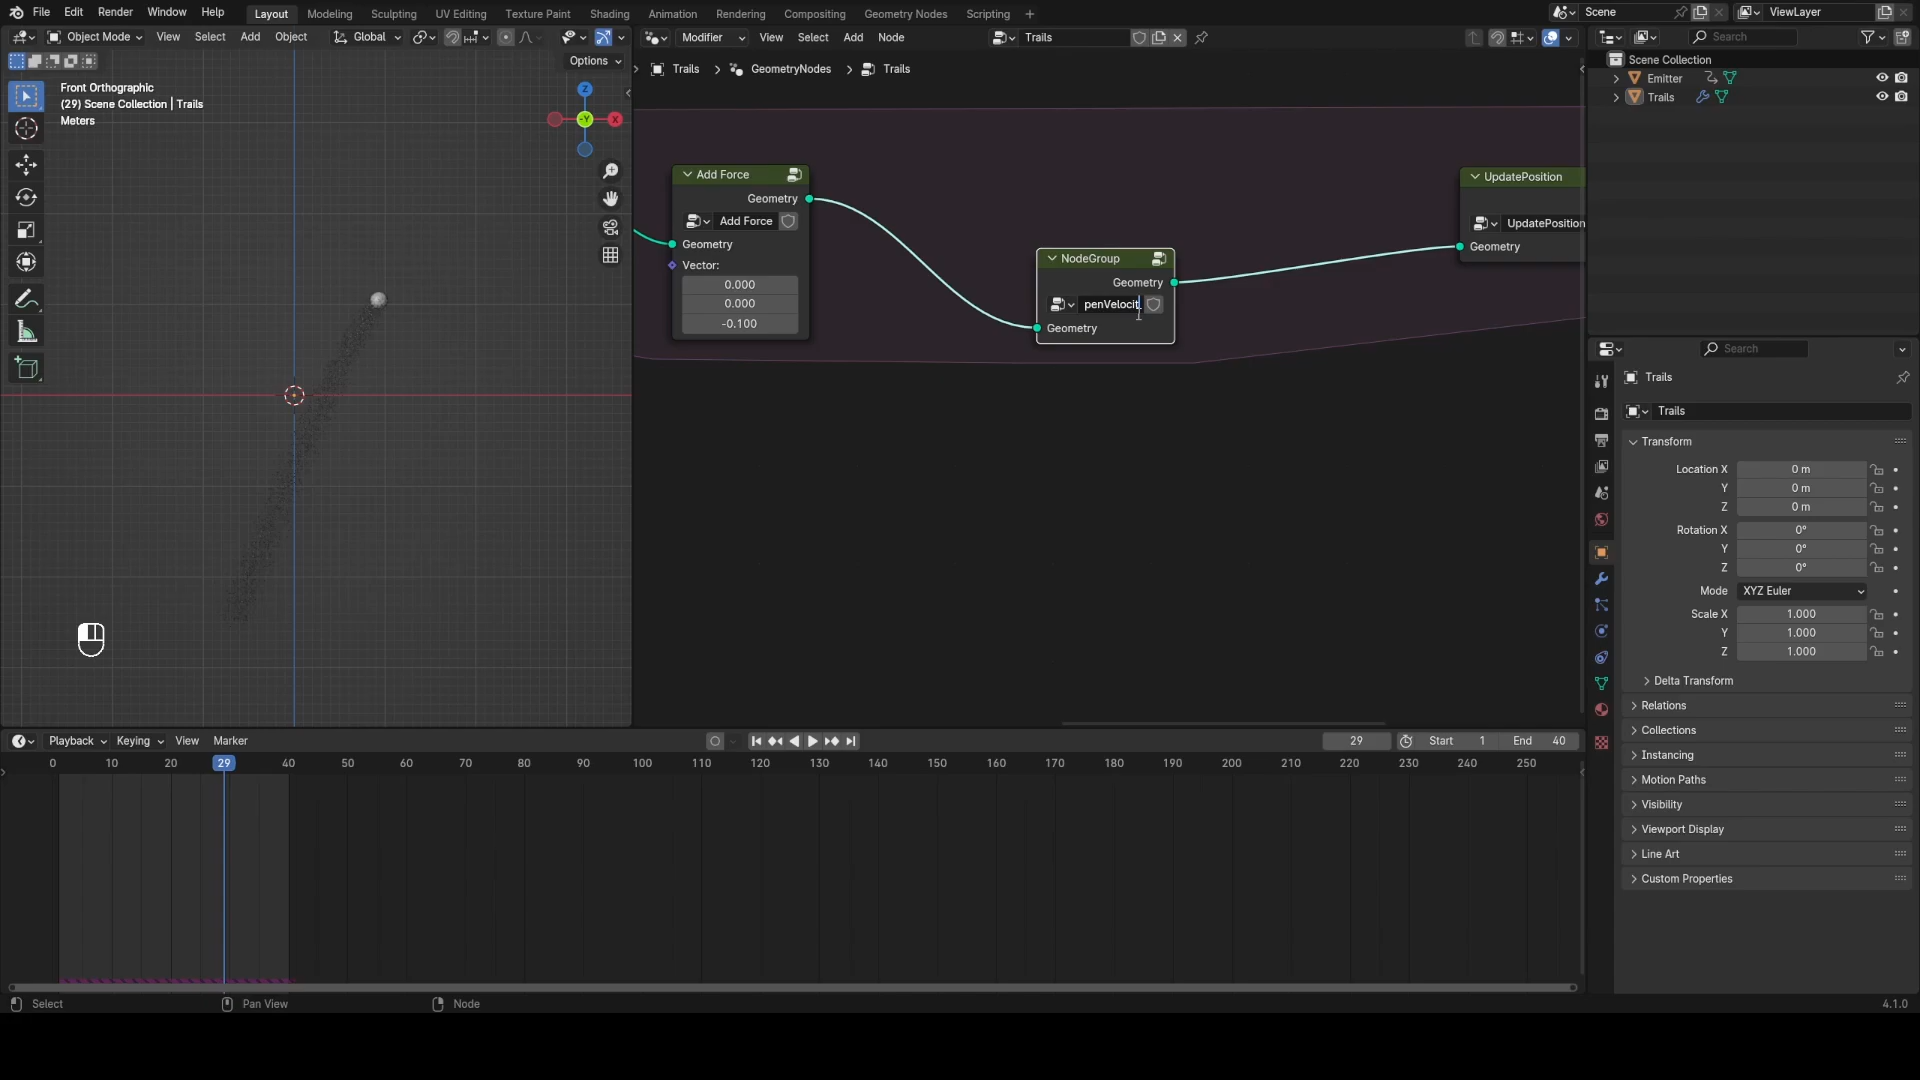 File Edit Render Window Help Layout Modeling Sculpting UV Editing Texture Paint Shading Animation Rendering Compositing Geometry Nodes Scripting + Scene ViewLayer
Object Mode View Select Add Object Global Modifier View Select Add Node Trails Search
Options
Front Orthographic
(29) Scene Collection | Trails
Meters
Z
-Y
X
Trails > GeometryNodes > Trails
Add Force
Geometry
Add Force
Geometry
Vector:
0.000
0.000
-0.100
NodeGroup
Geometry
penVelocit
Geometry
UpdatePosition
UpdatePosition
Geometry
Scene Collection
Emitter
Trails
Search
Trails
Trails
Transform
Location X 0 m
Y 0 m
Z 0 m
Rotation X 0°
Y 0°
Z 0°
Mode XYZ Euler
Scale X 1.000
Y 1.000
Z 1.000
Delta Transform
Relations
Collections
Instancing
Motion Paths
Visibility
Viewport Display
Line Art
Custom Properties
Playback Keying View Marker 29 Start 1 End 40
0 10 20 29 40 50 60 70 80 90 100 110 120 130 140 150 160 170 180 190 200 210 220 230 240 250
Select Pan View Node 4.1.0